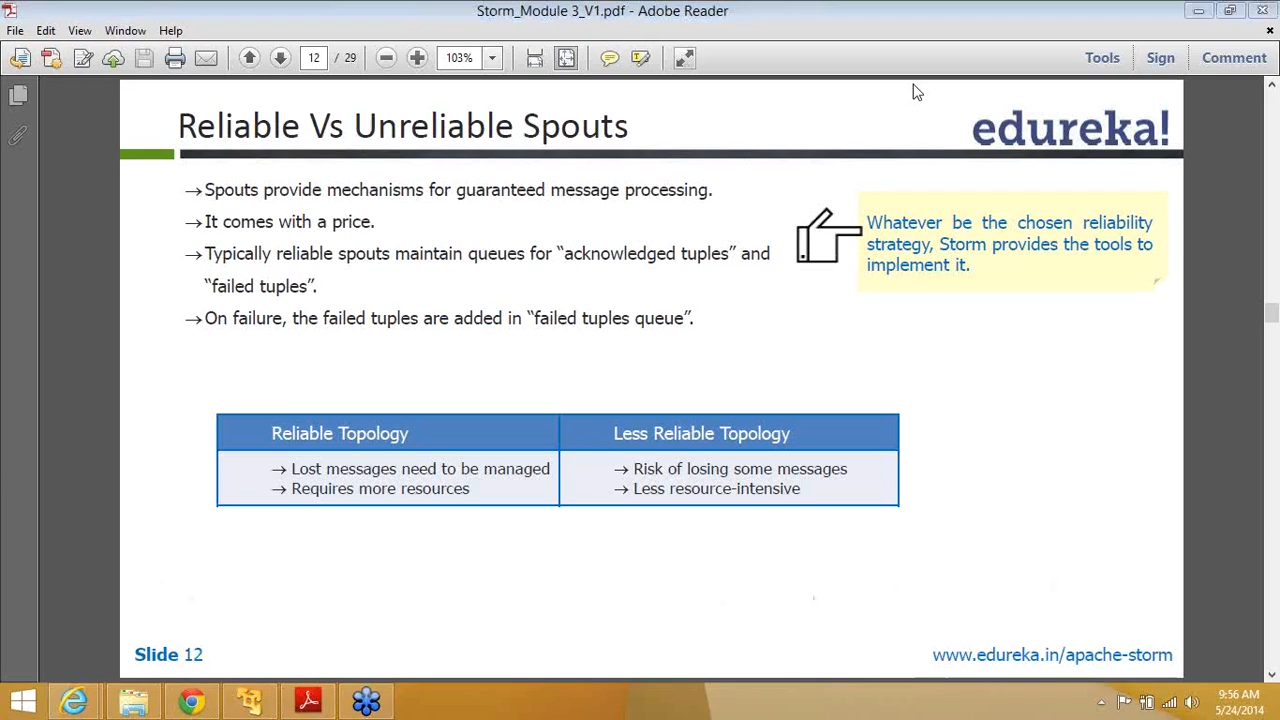 Storm_Module 3_V1.pdf - Adobe Reader
File Edit View Window Help
12 / 29 103% Tools Sign Comment
Reliable Vs Unreliable Spouts
edureka!
→Spouts provide mechanisms for guaranteed message processing.
→It comes with a price.
→Typically reliable spouts maintain queues for “acknowledged tuples” and
“failed tuples”.
→On failure, the failed tuples are added in “failed tuples queue”.
Whatever be the chosen reliability
strategy, Storm provides the tools to
implement it.
Reliable Topology Less Reliable Topology
→ Lost messages need to be managed → Risk of losing some messages
→ Requires more resources → Less resource-intensive
Slide 12
www.edureka.in/apache-storm
9:56 AM
5/24/2014